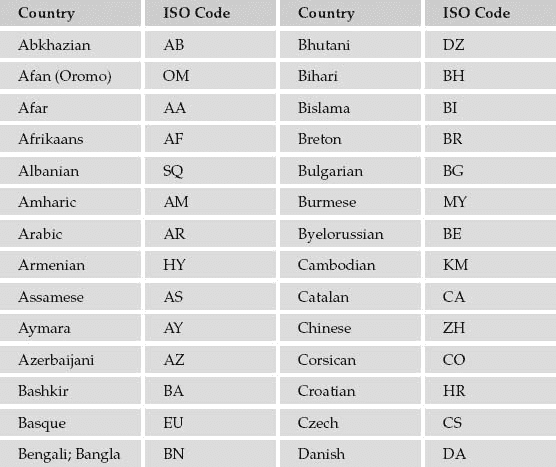 Country ISO Code Country ISO Code
Abkhazian AB Bhutani DZ
Afan (Oromo) OM Bihari BH
Afar AA Bislama BI
Afrikaans AF Breton BR
Albanian SQ Bulgarian BG
Amharic AM Burmese MY
Arabic AR Byelorussian BE
Armenian HY Cambodian KM
Assamese AS Catalan CA
Aymara AY Chinese ZH
Azerbaijani AZ Corsican CO
Bashkir BA Croatian HR
Basque EU Czech CS
Bengali; Bangla BN Danish DA